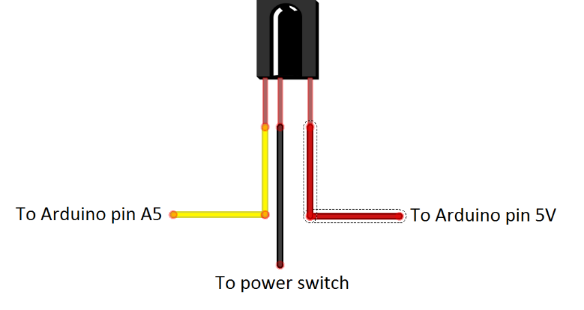 To Arduino pin A5
To Arduino pin 5V
To power switch